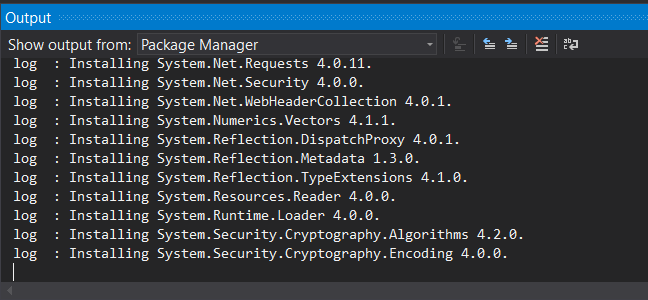 Output
Show output from: Package Manager
log : Installing System.Net.Requests 4.0.11.
log : Installing System.Net.Security 4.0.0.
log : Installing System.Net.WebHeaderCollection 4.0.1.
log : Installing System.Numerics.Vectors 4.1.1.
log : Installing System.Reflection.DispatchProxy 4.0.1.
log : Installing System.Reflection.Metadata 1.3.0.
log : Installing System.Reflection.TypeExtensions 4.1.0.
log : Installing System.Resources.Reader 4.0.0.
log : Installing System.Runtime.Loader 4.0.0.
log : Installing System.Security.Cryptography.Algorithms 4.2.0.
log : Installing System.Security.Cryptography.Encoding 4.0.0.